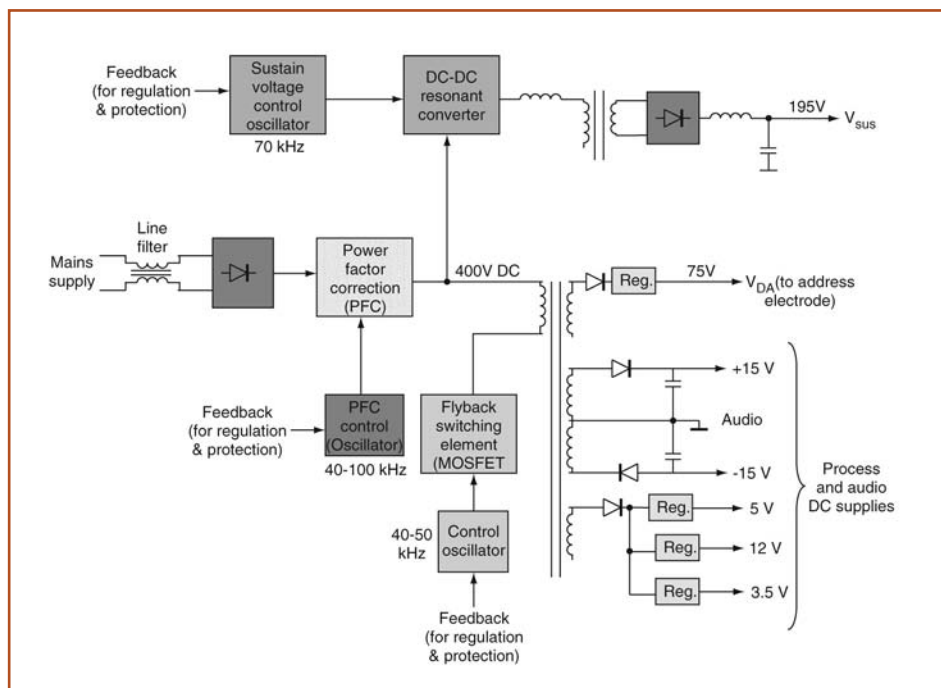 Feedback
(for regulation
& protection)
Sustain
voltage
control
oscillator
70 kHz
DC-DC
resonant
converter
195V
Vsus
Mains
supply
Line
filter
Power
factor
correction
(PFC)
400V DC
Reg.
75V
VDA (to address
electrode)
+15 V
Audio
-15 V
Reg.
5 V
Reg.
12 V
Reg.
3.5 V
Process
and audio
DC supplies
Feedback
(for regulation
& protection)
PFC
control
(Oscillator)
40-100 kHz
Flyback
switching
element
(MOSFET
40-50
kHz
Control
oscillator
Feedback
(for regulation
& protection)